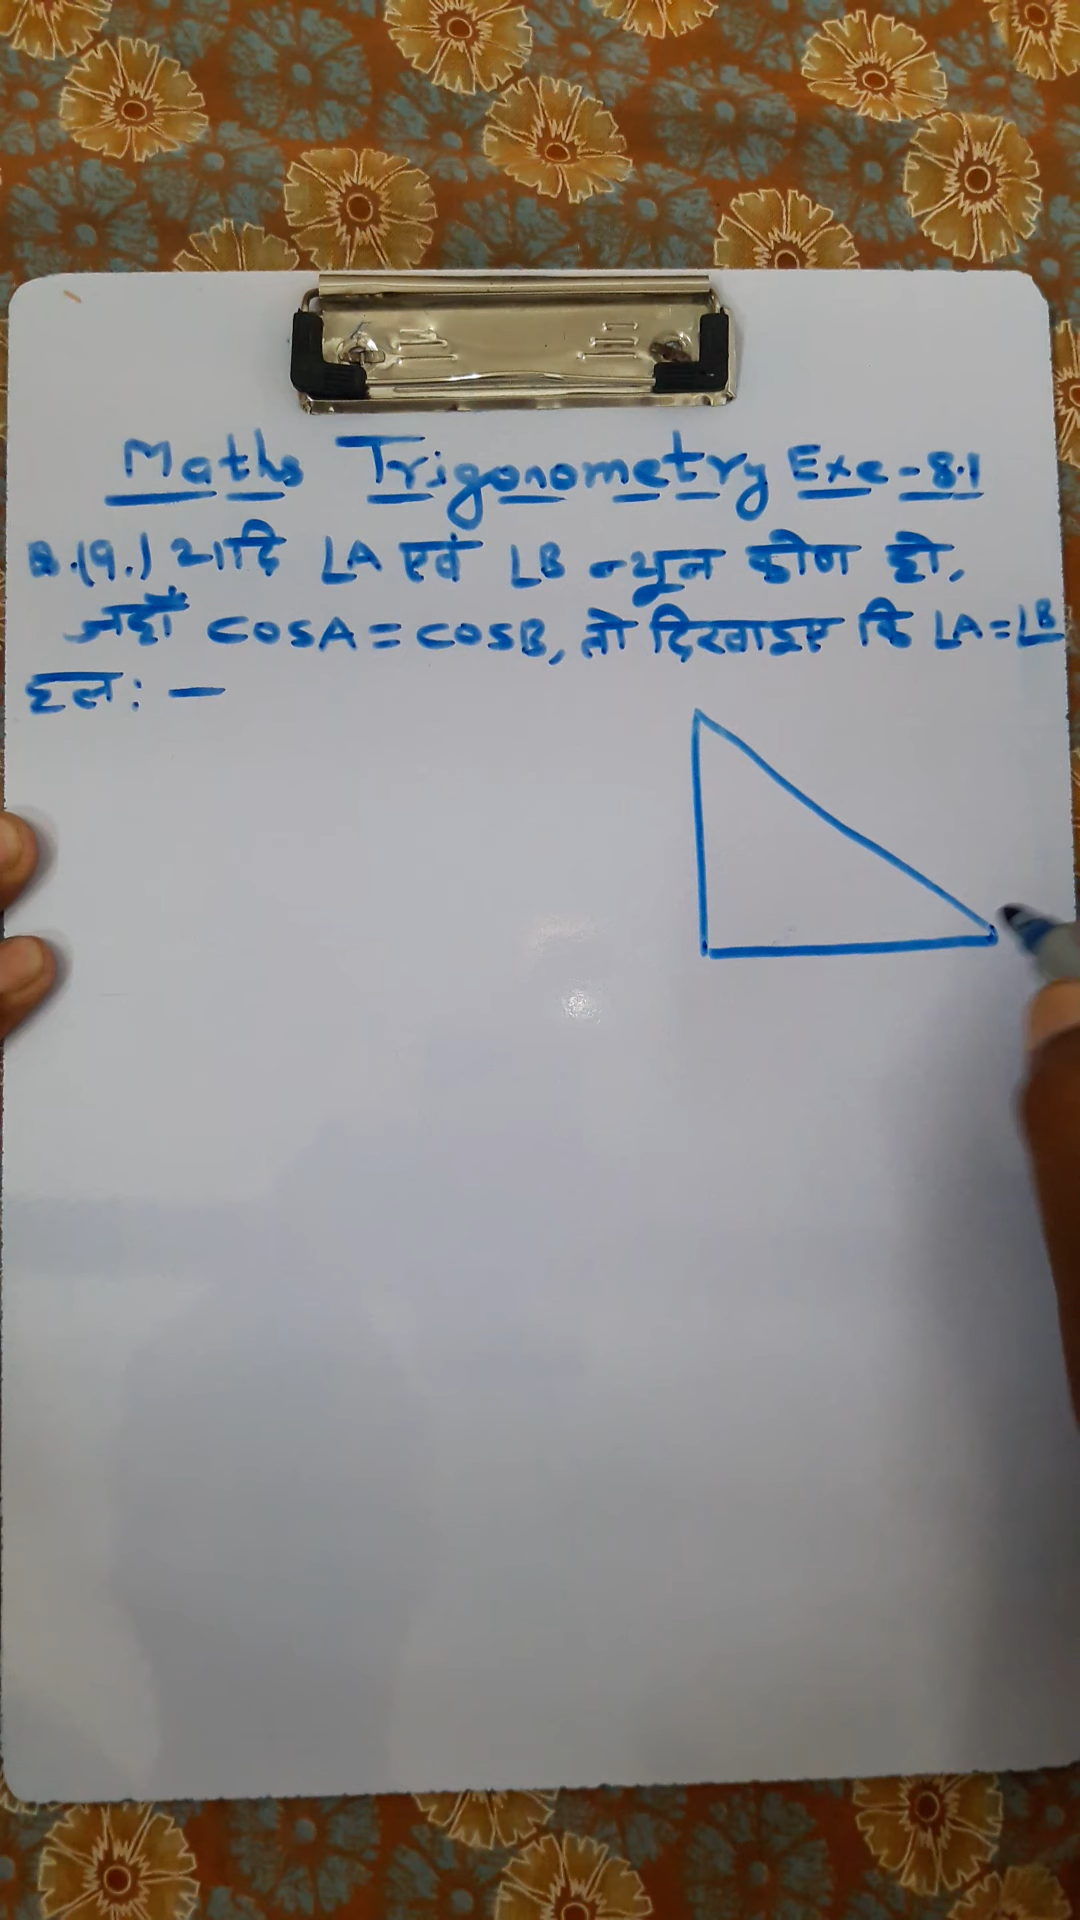 Maths Trigonometry Exe-8.1
Q.(9.) यदि ∠A एवं ∠B न्यून कोण हो,
जहाँ COSA = COSB, तो दिखाइए कि ∠A = ∠B
हल: —